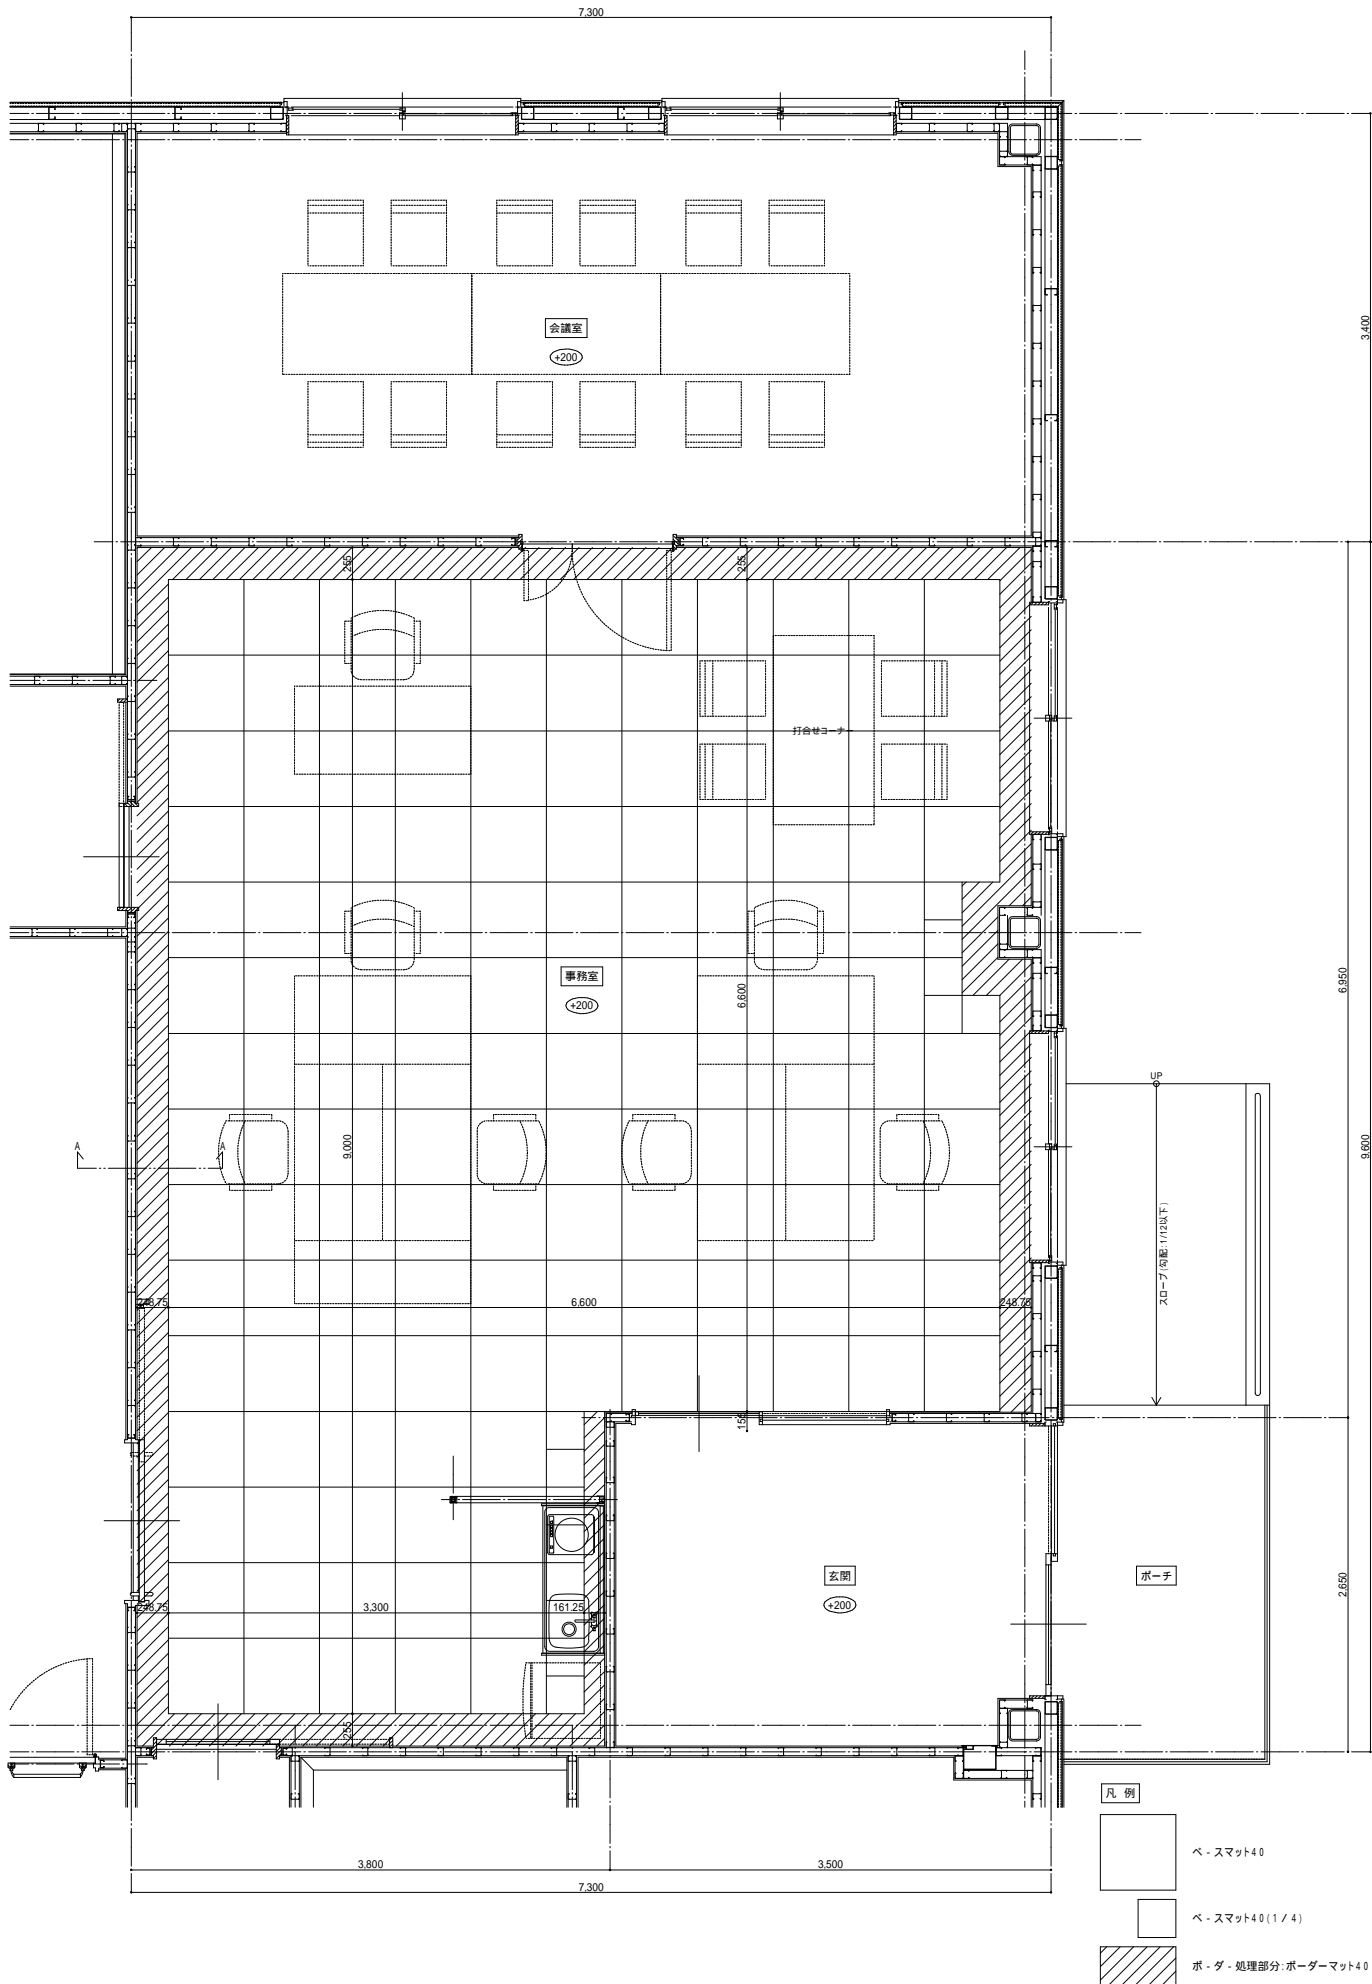 7,300
3,400
会議室
+200
255
255
打合せコーナー
事務室
+200
6,600
6,950
9,600
UP
スロープ(勾配:1/12以下)
A
A
9,000
248.75
6,600
248.75
155
玄関
+200
ポーチ
2,650
248.75
3,300
161.25
255
凡 例
3,800
3,500
7,300
ベ-スマット40
ベ-スマット40(1/4)
ボ-ダ-処理部分:ボーダーマット40